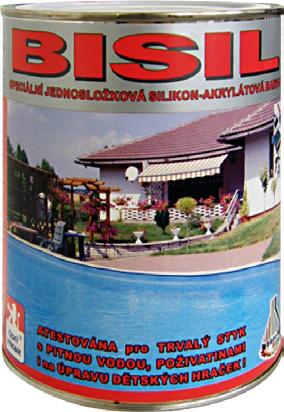 BISIL
SPECIÁLNÍ JEDNOSLOŽKOVÁ SILIKON-AKRYLÁTOVÁ BARVA
ATESTOVÁNA pro TRVALÝ STYK
s PITNOU VODOU, POŽIVATINAMI
i na ÚPRAVU DĚTSKÝCH HRAČEK!